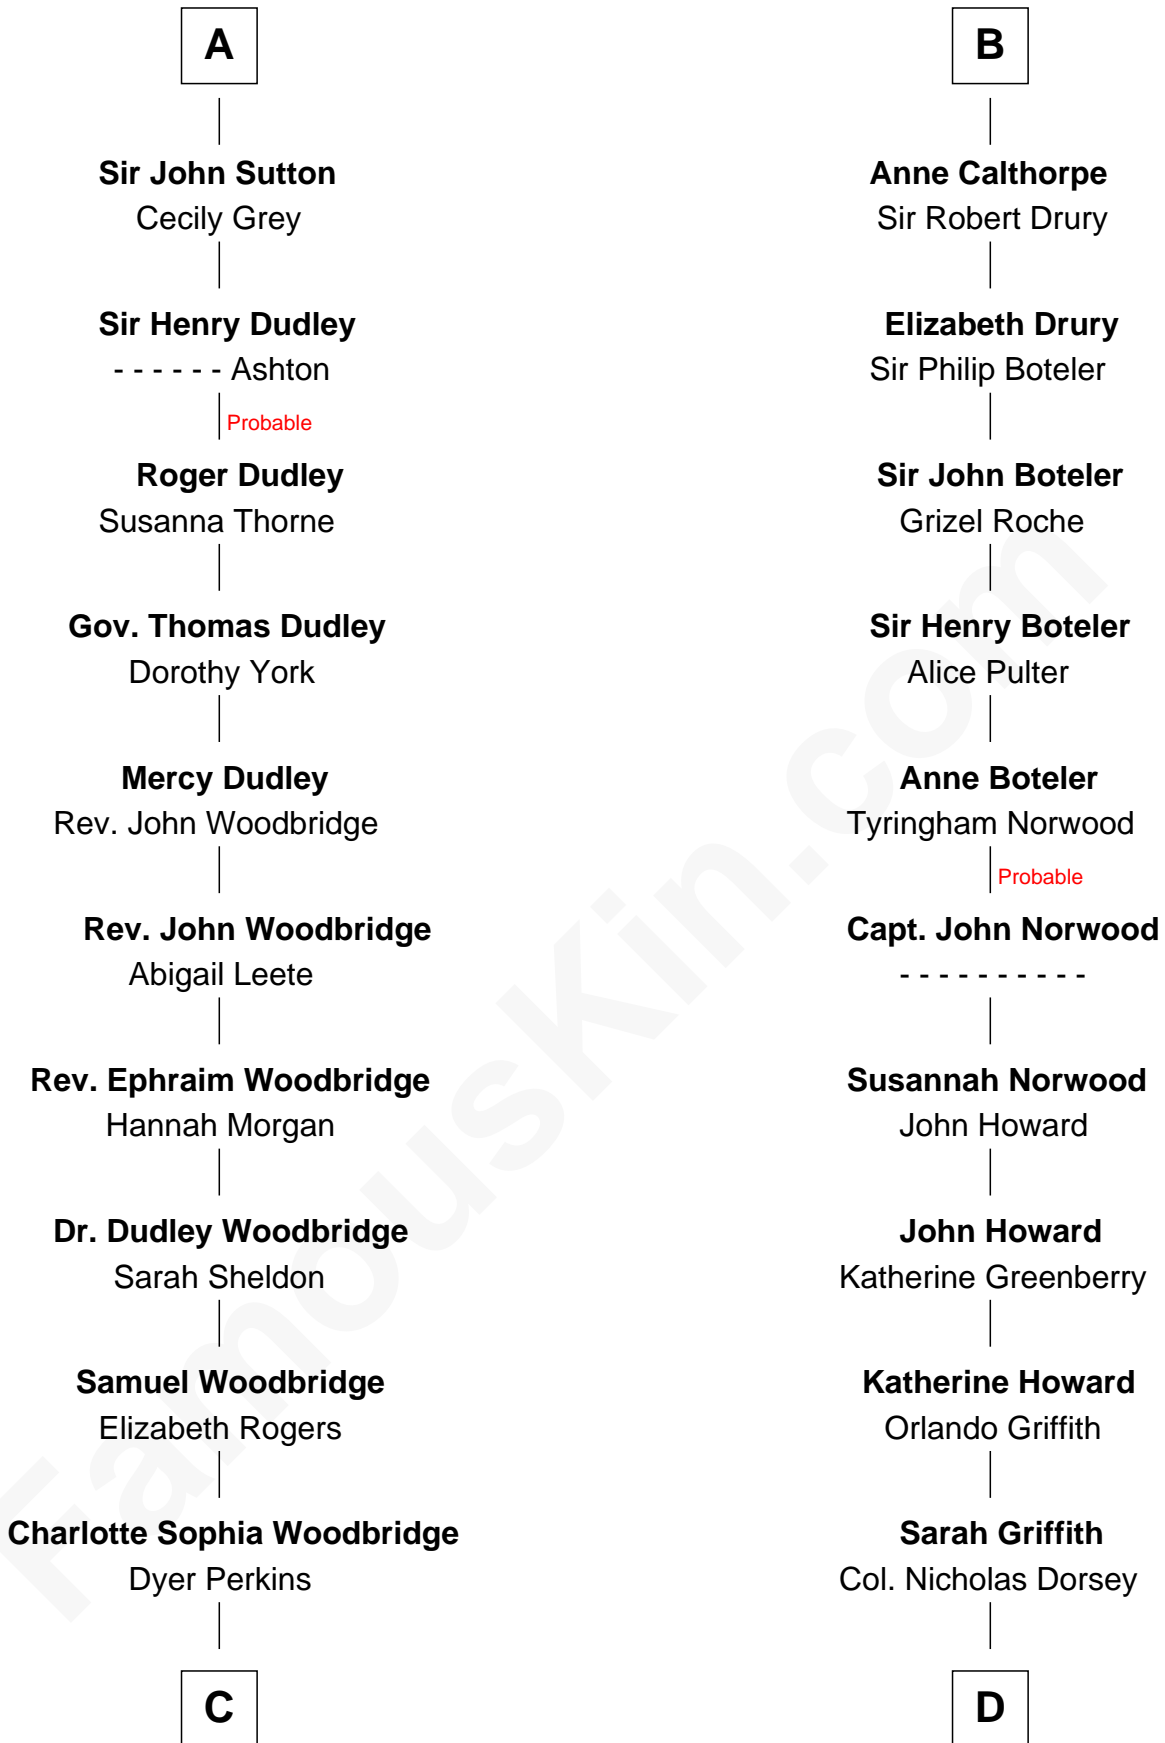 A
Sir John Sutton
Cecily Grey
Sir Henry Dudley
- - - - - - Ashton
Probable
Roger Dudley
Susanna Thorne
Gov. Thomas Dudley
Dorothy York
Mercy Dudley
Rev. John Woodbridge
Rev. John Woodbridge
Abigail Leete
Rev. Ephraim Woodbridge
Hannah Morgan
Dr. Dudley Woodbridge
Sarah Sheldon
Samuel Woodbridge
Elizabeth Rogers
Charlotte Sophia Woodbridge
Dyer Perkins
C
B
Anne Calthorpe
Sir Robert Drury
Elizabeth Drury
Sir Philip Boteler
Sir John Boteler
Grizel Roche
Sir Henry Boteler
Alice Pulter
Anne Boteler
Tyringham Norwood
Probable
Capt. John Norwood
- - - - - - - - - -
Susannah Norwood
John Howard
John Howard
Katherine Greenberry
Katherine Howard
Orlando Griffith
Sarah Griffith
Col. Nicholas Dorsey
D
FamousKin.com